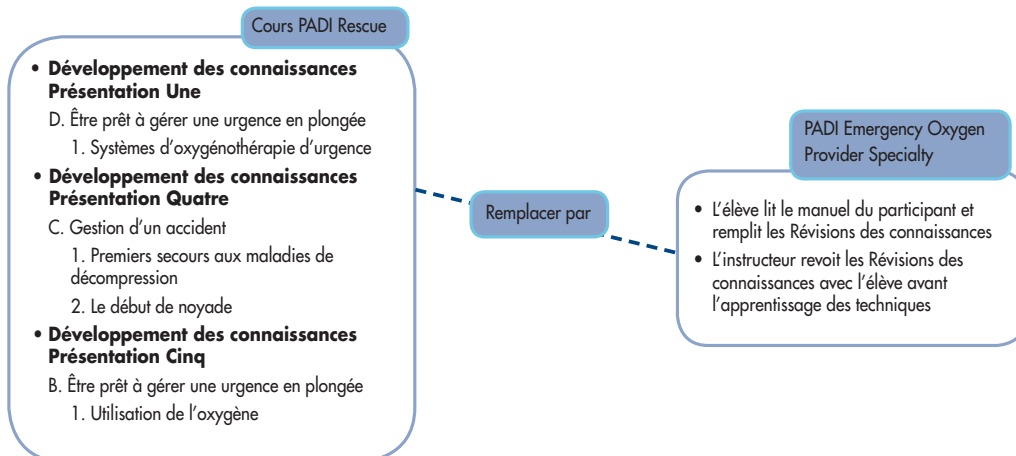 Cours PADI Rescue
• Développement des connaissances
Présentation Une
D. Être prêt à gérer une urgence en plongée
1. Systèmes d'oxygénothérapie d'urgence
• Développement des connaissances
Présentation Quatre
C. Gestion d'un accident
1. Premiers secours aux maladies de
décompression
2. Le début de noyade
• Développement des connaissances
Présentation Cinq
B. Être prêt à gérer une urgence en plongée
1. Utilisation de l'oxygène
Remplacer par
PADI Emergency Oxygen
Provider Specialty
• L'élève lit le manuel du participant et
remplit les Révisions des connaissances
• L'instructeur revoit les Révisions des
connaissances avec l'élève avant
l'apprentissage des techniques